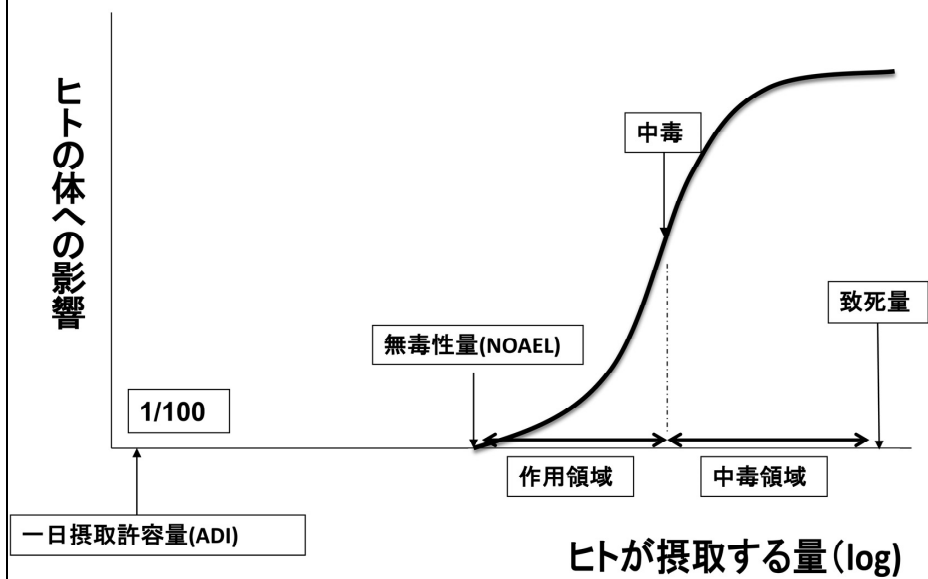 ヒトの体への影響
中毒
致死量
無毒性量(NOAEL)
1/100
作用領域
中毒領域
一日摂取許容量(ADI)
ヒトが摂取する量(log)